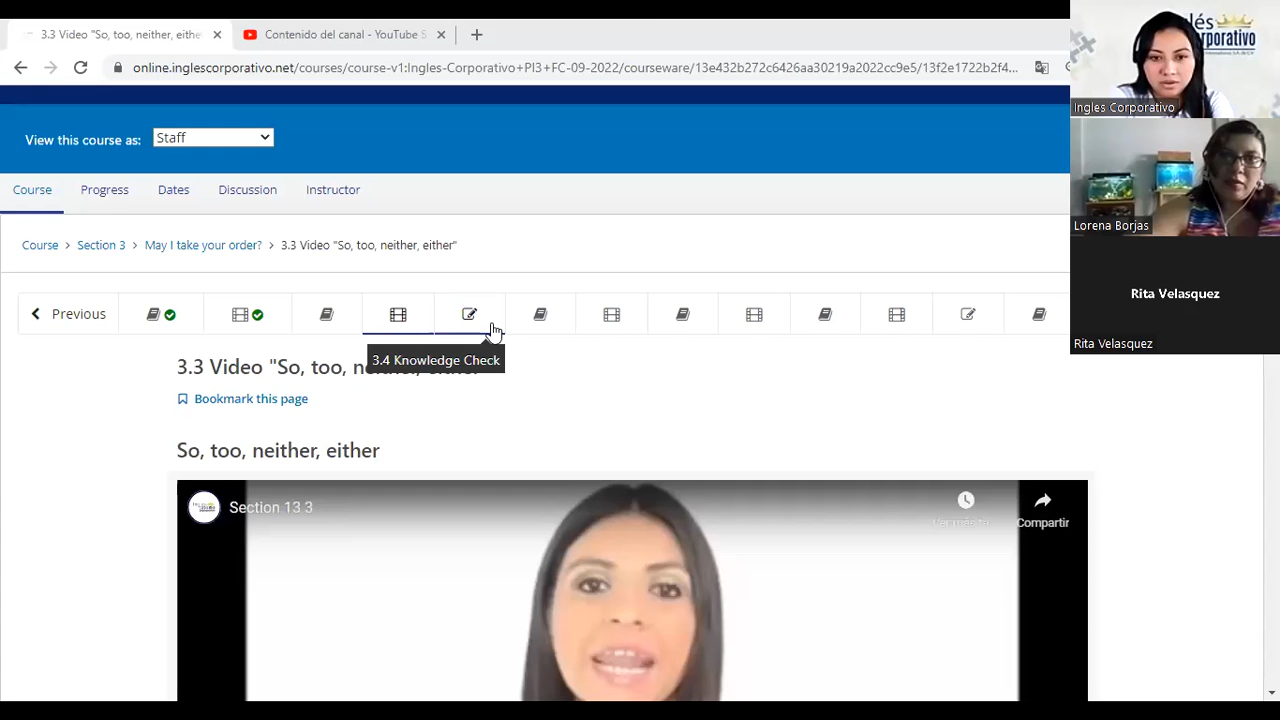 3.3 Video "So, too, neither, eithe
Contenido del canal - YouTube S
online.inglescorporativo.net/courses/course-v1:Ingles-Corporativo+PI3+FC-09-2022/courseware/13e432b272c6426aa30219a2022cc9e5/13f2e1722b2f4...
View this course as: Staff
Course Progress Dates Discussion Instructor
Course > Section 3 > May I take your order? > 3.3 Video "So, too, neither, either"
Previous
3.4 Knowledge Check
3.3 Video "So, too,
Bookmark this page
So, too, neither, either
Section 13 3
Compartir
Ingles Corporativo
Lorena Borjas
Rita Velasquez
Rita Velasquez